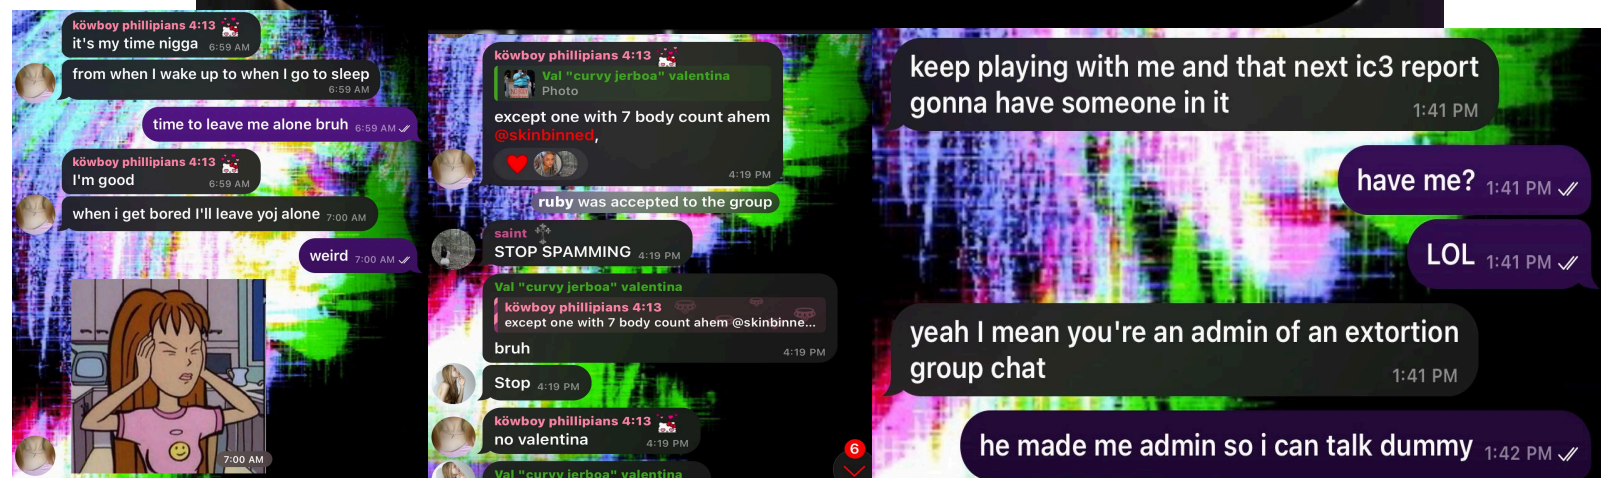 köwboy phillipians 4:13
it's my time nigga 6:59 AM
from when I wake up to when I go to sleep
6:59 AM
time to leave me alone bruh 6:59 AM
köwboy phillipians 4:13
I'm good 6:59 AM
when i get bored I'll leave yoj alone 7:00 AM
weird 7:00 AM
7:00 AM
köwboy phillipians 4:13
Val "curvy jerboa" valentina
Photo
except one with 7 body count ahem
@skinbinned,
4:19 PM
ruby was accepted to the group
saint
STOP SPAMMING 4:19 PM
Val "curvy jerboa" valentina
köwboy phillipians 4:13
except one with 7 body count ahem @skinbinne...
bruh 4:19 PM
Stop 4:19 PM
köwboy phillipians 4:13
no valentina 4:19 PM
Val "curvy jerboa" valentina
6
keep playing with me and that next ic3 report
gonna have someone in it 1:41 PM
have me? 1:41 PM
LOL 1:41 PM
yeah I mean you're an admin of an extortion
group chat 1:41 PM
he made me admin so i can talk dummy 1:42 PM